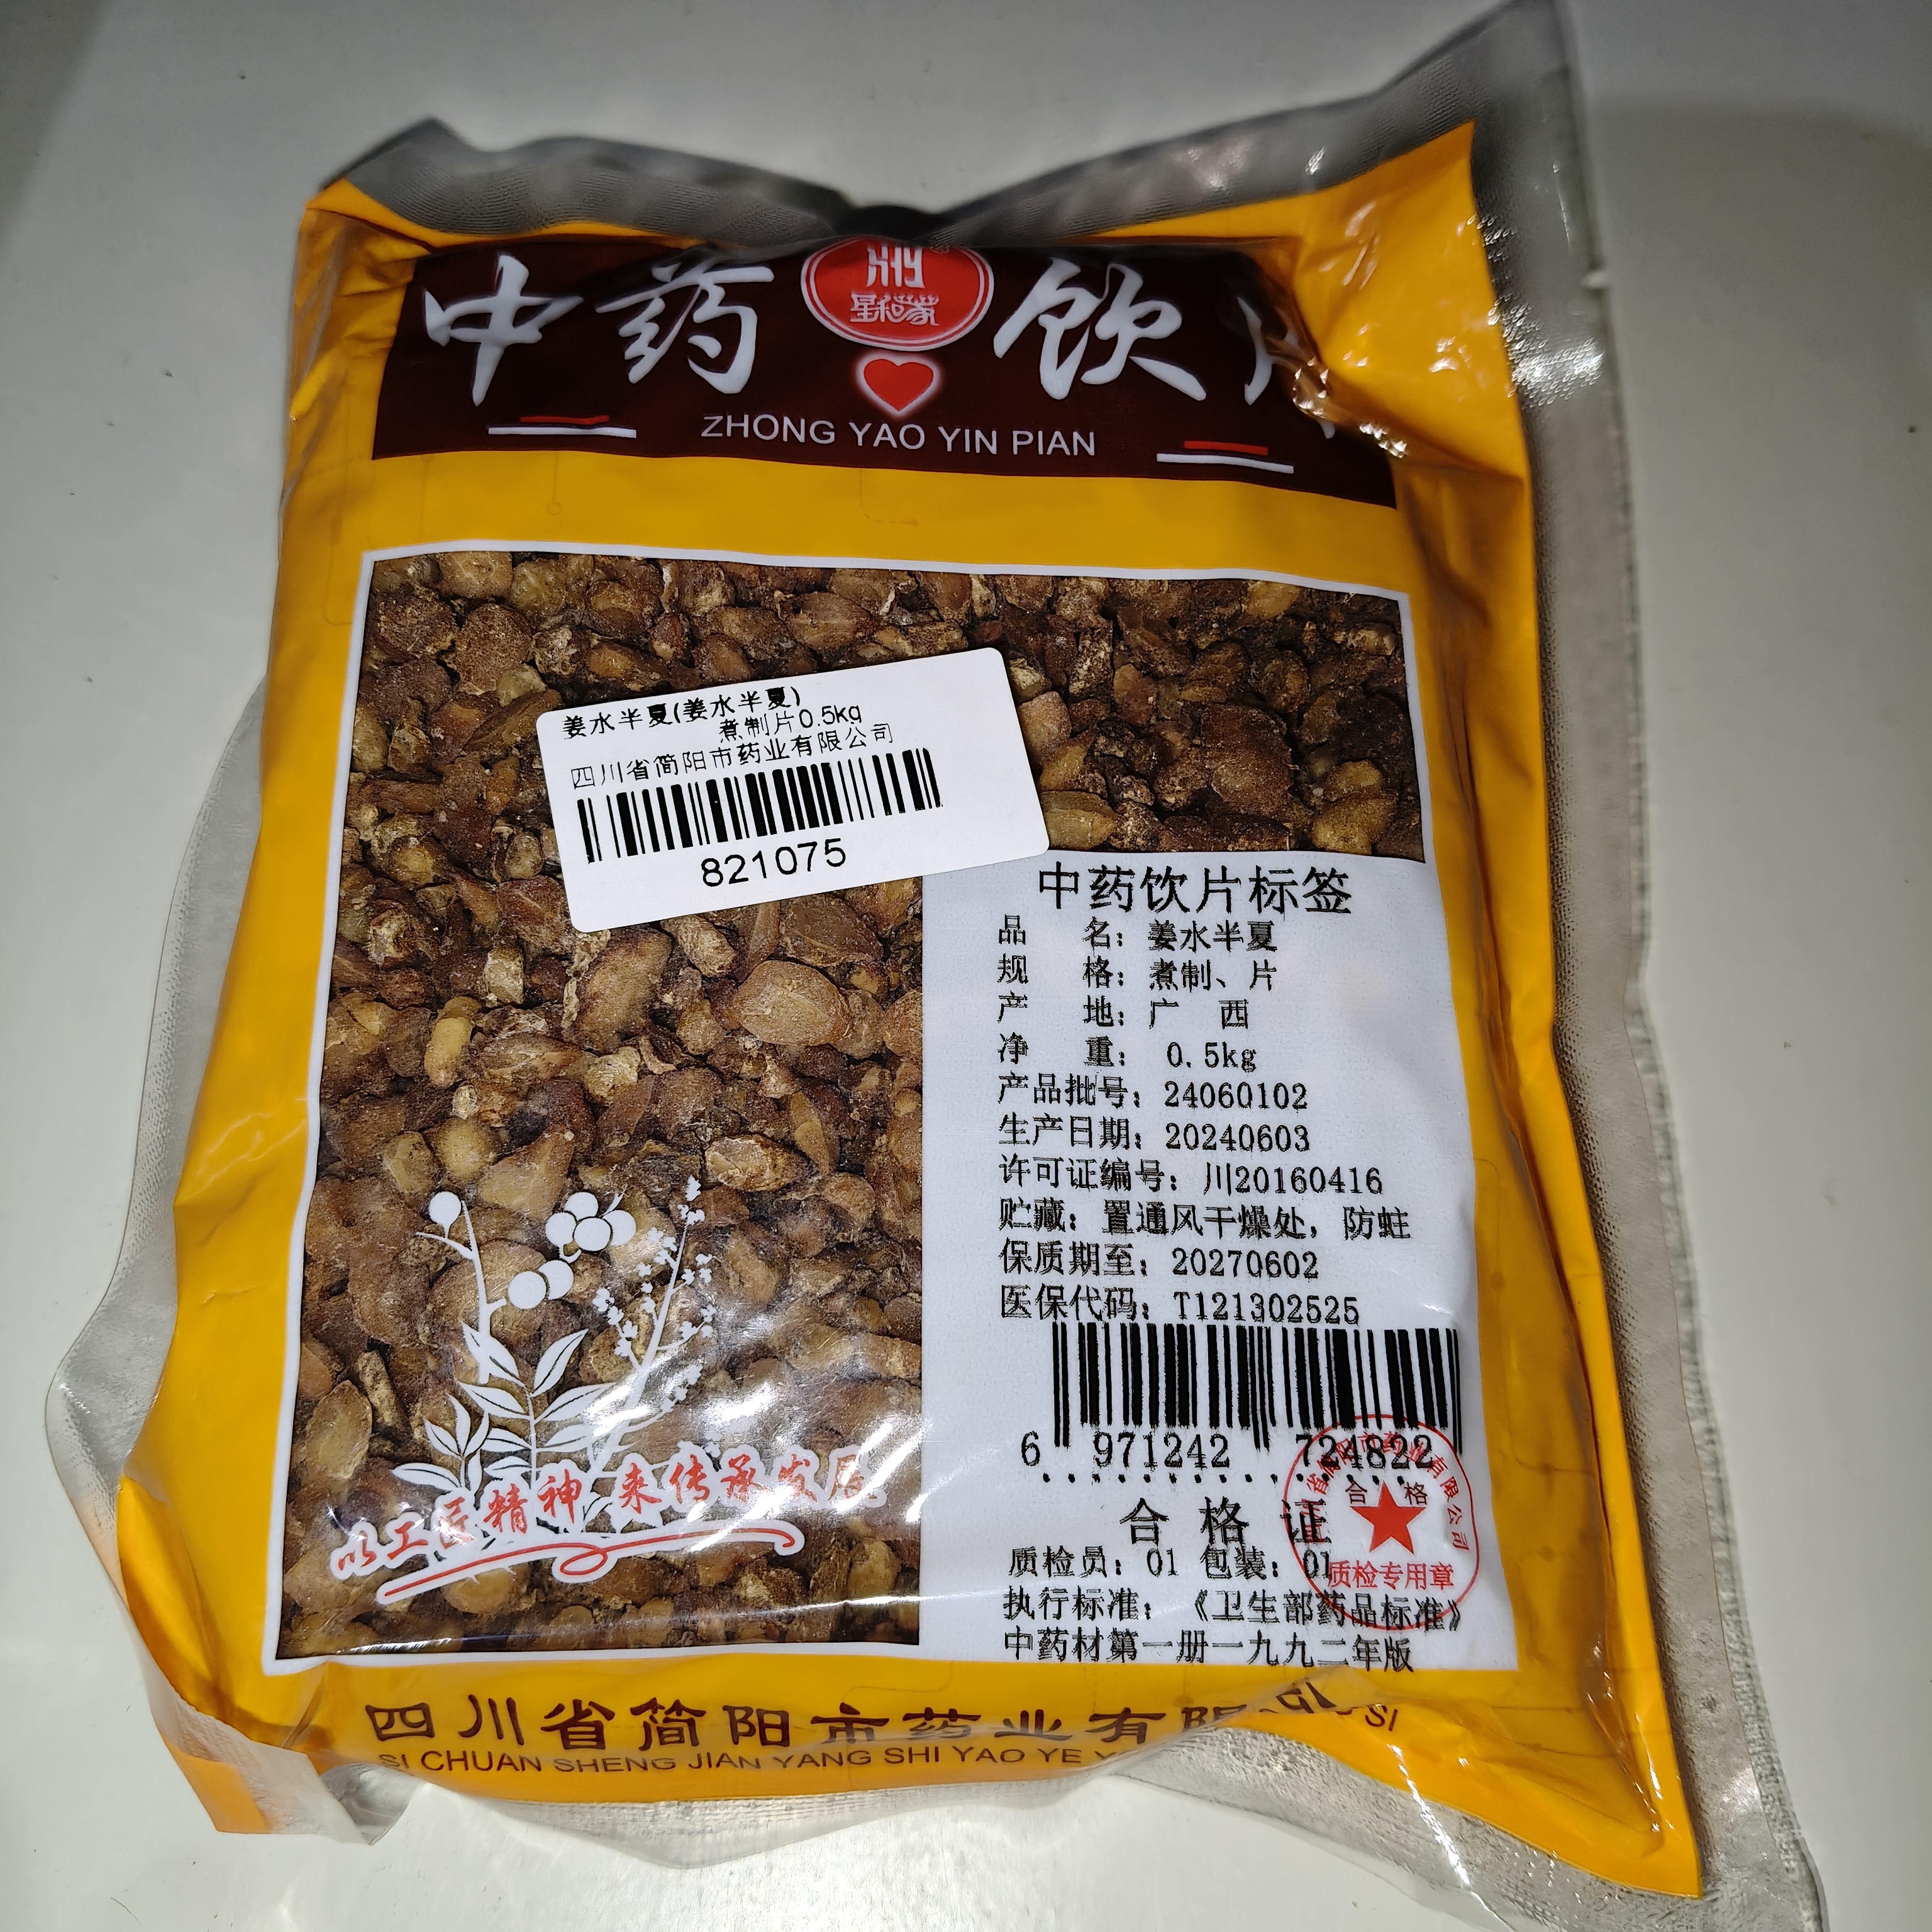 中药饮
星和缘
ZHONG YAO YIN PIAN
姜水半夏(姜水半夏)
煮制片0.5kg
四川省简阳市药业有限公司
821075
中药饮片标签
品 名：姜水半夏
规 格：煮制、片
产 地：广 西
净 重： 0.5kg
产品批号：24060102
生产日期：20240603
许可证编号：川20160416
贮藏：置通风干燥处，防蛀
保质期至：20270602
医保代码：T121302525
6 971242 724822
合 格 证
合 格
质检专用章
质检员：01 包装：01
执行标准：《卫生部药品标准》
中药材第一册一九九二年版
以工匠精神 来传承发展
四川省简阳市药业有限
SI CHUAN SHENG JIAN YANG SHI YAO YE
SI